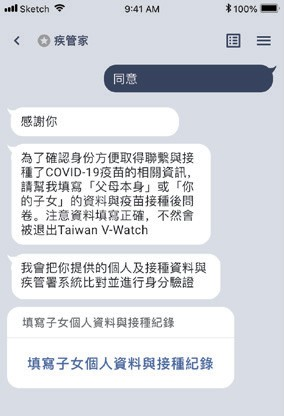 Sketch
9:41 AM
100%
疾管家
同意
感謝你
為了確認身份方便取得聯繫與接
種了COVID-19疫苗的相關資訊,
請幫我填寫「父母本身」或「你
的子女」的資料與疫苗接種後問
卷。注意資料填寫正確，不然會
被退出Taiwan V-Watch
我會把你提供的個人及接種資料與
疾管署系統比對並進行身分驗證
填寫子女個人資料與接種紀錄
填寫子女個人資料與接種紀錄